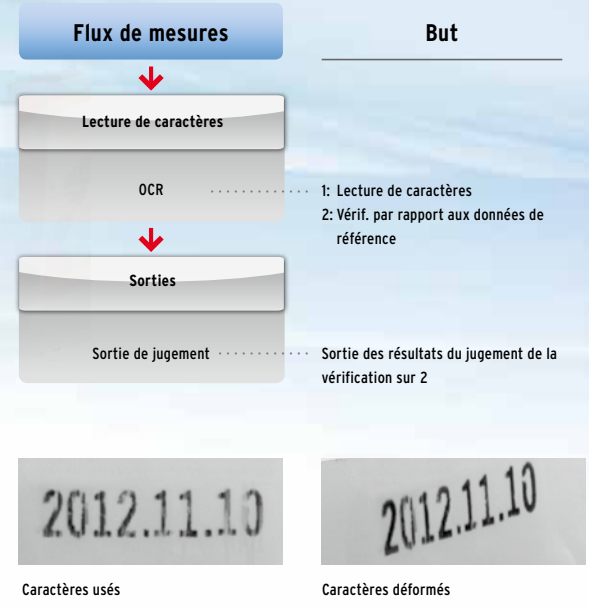 Flux de mesures
But
Lecture de caractères
OCR
1: Lecture de caractères
2: Vérif. par rapport aux données de
référence
Sorties
Sortie de jugement
Sortie des résultats du jugement de la
vérification sur 2
2012.11.10
2012.11.10
Caractères usés
Caractères déformés